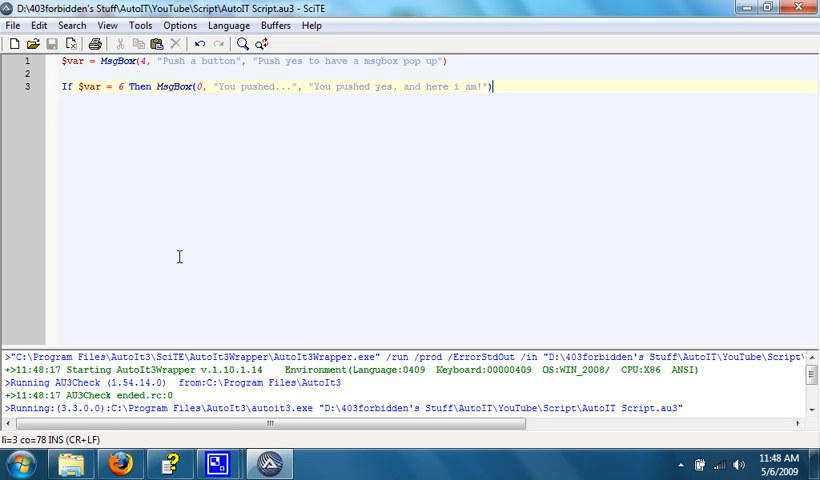 D:\403forbidden's Stuff\AutoIT\YouTube\Script\AutoIT Script.au3 - SciTE
File Edit Search View Tools Options Language Buffers Help
1 $var = MsgBox(4, "Push a button", "Push yes to have a msgbox pop up")
2
3 If $var = 6 Then MsgBox(0, "You pushed...", "You pushed yes, and here i am!")
>"C:\Program Files\AutoIt3\SciTE\AutoIt3Wrapper\AutoIt3Wrapper.exe" /run /prod /ErrorStdOut /in "D:\403forbidden's Stuff\AutoIT\YouTube\Script\
+>11:48:17 Starting AutoIt3Wrapper v.1.10.1.14 Environment(Language:0409 Keyboard:00000409 OS:WIN_2008/ CPU:X86 ANSI)
>Running AU3Check (1.54.14.0) from:C:\Program Files\AutoIt3
+>11:48:17 AU3Check ended.rc:0
>Running:(3.3.0.0):C:\Program Files\AutoIt3\autoit3.exe "D:\403forbidden's Stuff\AutoIT\YouTube\Script\AutoIT Script.au3"
li=3 co=78 INS (CR+LF)
11:48 AM
5/6/2009